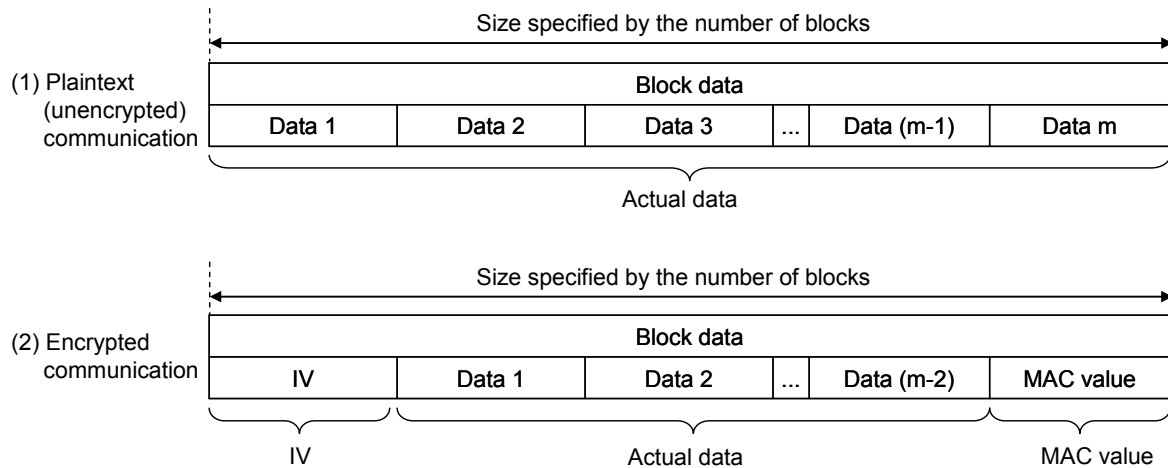 Size specified by the number of blocks
(1) Plaintext
(unencrypted)
communication
Block data
Data 1 Data 2 Data 3 ... Data (m-1) Data m
Actual data
Size specified by the number of blocks
(2) Encrypted
communication
Block data
IV Data 1 Data 2 ... Data (m-2) MAC value
IV Actual data MAC value